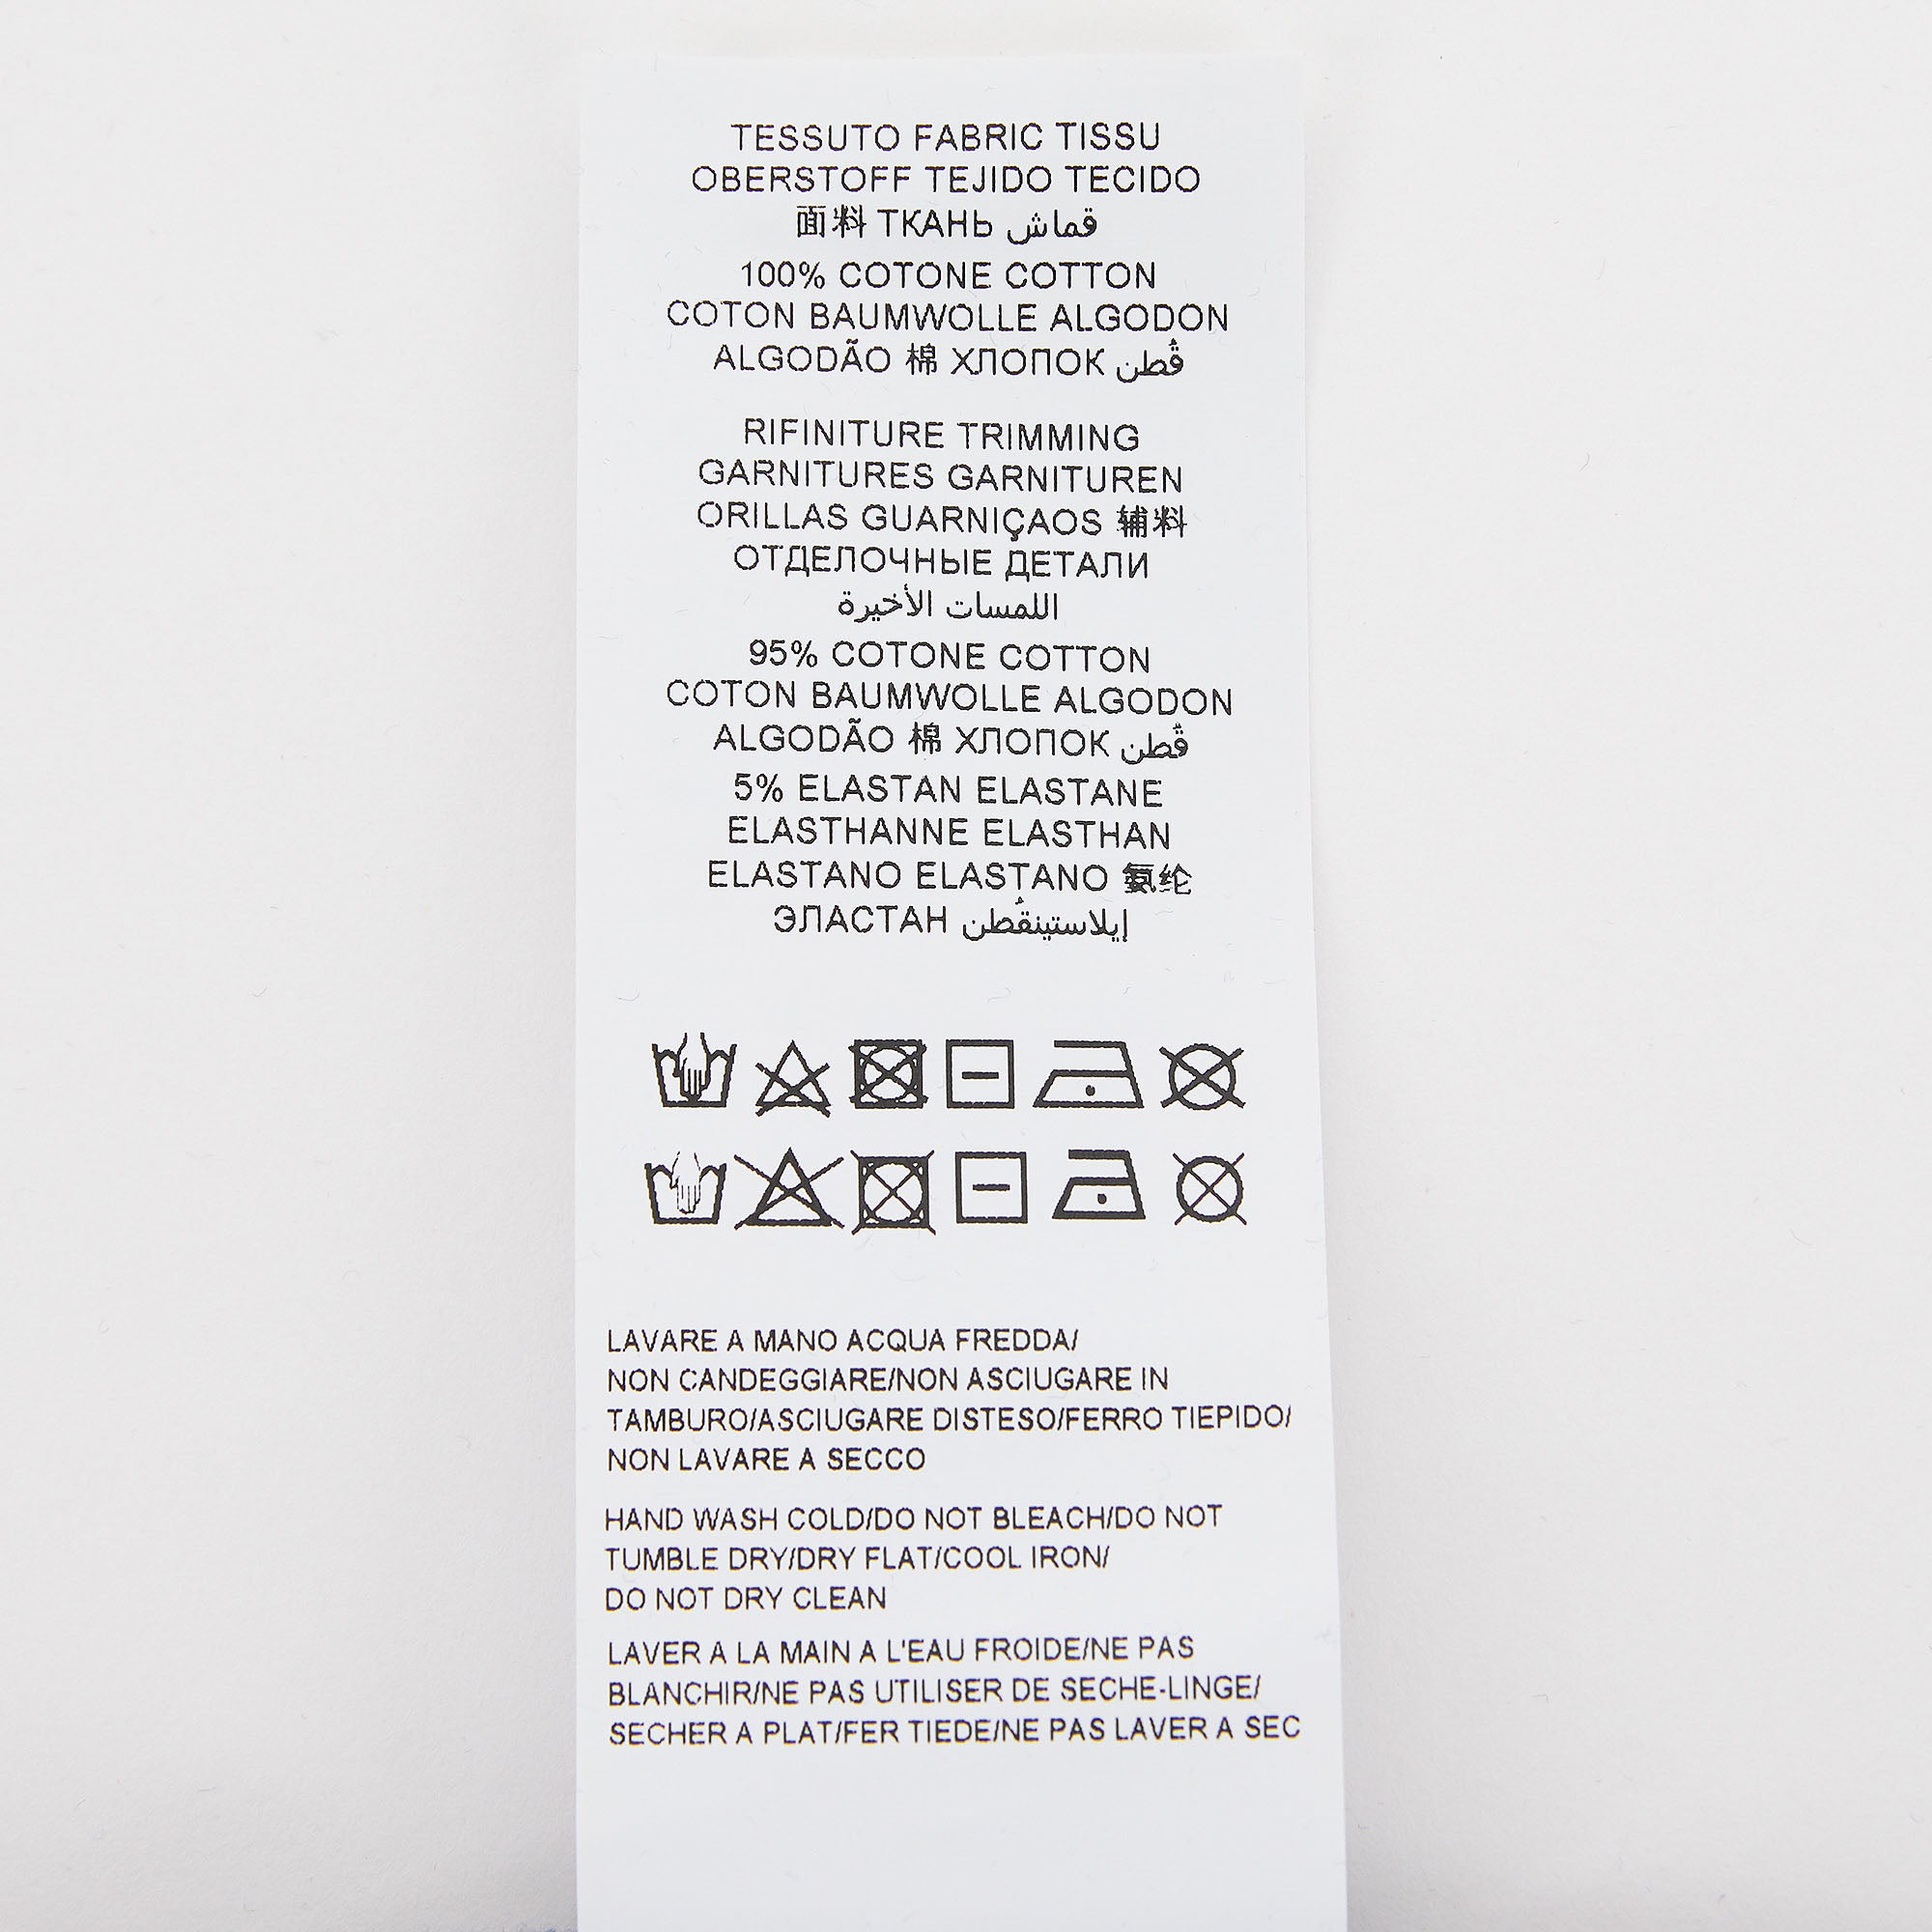 TESSUTO FABRIC TISSU
OBERSTOFF TEJIDO TECIDO
面料 ТКАНЬ قماش
100% COTONE COTTON
COTON BAUMWOLLE ALGODON
ALGODÃO 棉 ХЛОПОК قُطن
RIFINITURE TRIMMING
GARNITURES GARNITUREN
ORILLAS GUARNIÇAOS 辅料
ОТДЕЛОЧНЫЕ ДЕТАЛИ
اللمسات الأخيرة
95% COTONE COTTON
COTON BAUMWOLLE ALGODON
ALGODÃO 棉 ХЛОПОК قُطن
5% ELASTAN ELASTANE
ELASTHANNE ELASTHAN
ELASTANO ELASTANO 氨纶
ЭЛАСТАН إيلاستينقُطن
LAVARE A MANO ACQUA FREDDA/
NON CANDEGGIARE/NON ASCIUGARE IN
TAMBURO/ASCIUGARE DISTESO/FERRO TIEPIDO/
NON LAVARE A SECCO
HAND WASH COLD/DO NOT BLEACH/DO NOT
TUMBLE DRY/DRY FLAT/COOL IRON/
DO NOT DRY CLEAN
LAVER A LA MAIN A L'EAU FROIDE/NE PAS
BLANCHIR/NE PAS UTILISER DE SECHE-LINGE/
SECHER A PLAT/FER TIEDE/NE PAS LAVER A SEC